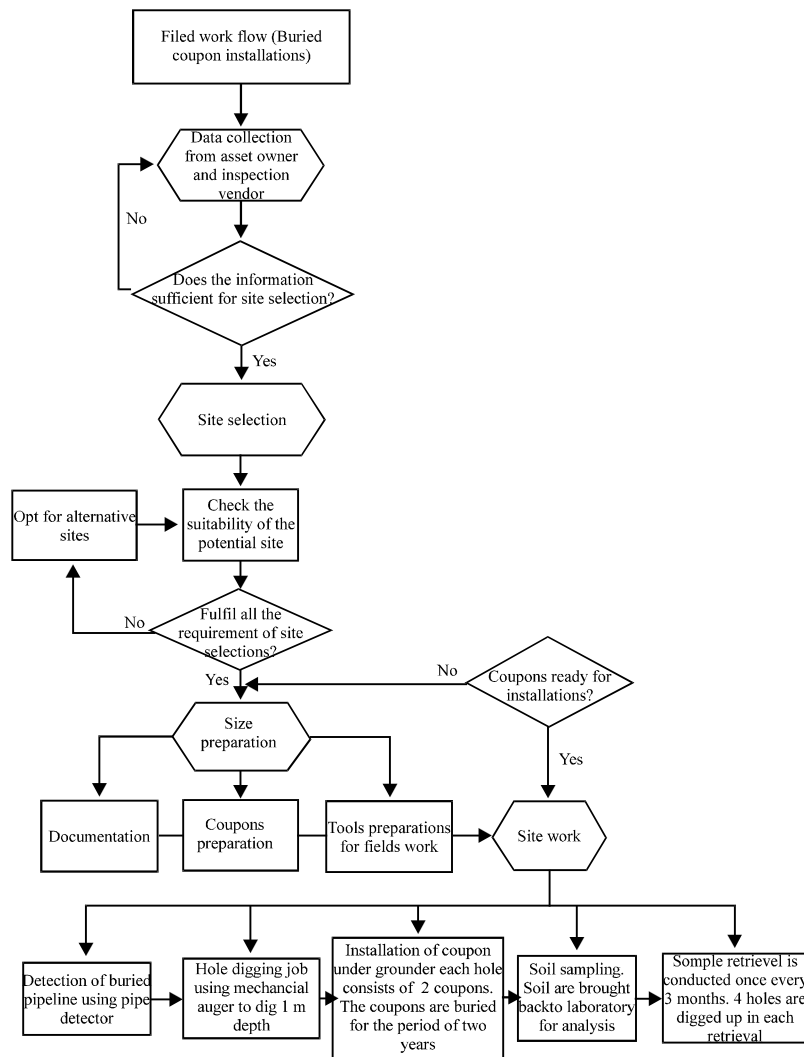 Filed work flow (Buried
coupon installations)
Data collection
from asset owner
and inspection
vendor
No
Does the information
sufficient for site selection?
Yes
Site selection
Opt for alternative
sites
Check the
suitability of the
potential site
No
Fulfil all the
requirement of site
selections?
Yes
No
Coupons ready for
installations?
Yes
Size
preparation
Documentation
Coupons
preparation
Tools preparations
for fields work
Site work
Detection of buried
pipeline using pipe
detector
Hole digging job
using mechancial
auger to dig 1 m
depth
Installation of coupon
under grounder each hole
consists of 2 coupons.
The coupons are buried
for the period of two
years
Soil sampling.
Soil are brought
backto laboratory
for analysis
Somple retrievel is
conducted once every
3 months. 4 holes are
digged up in each
retrieval